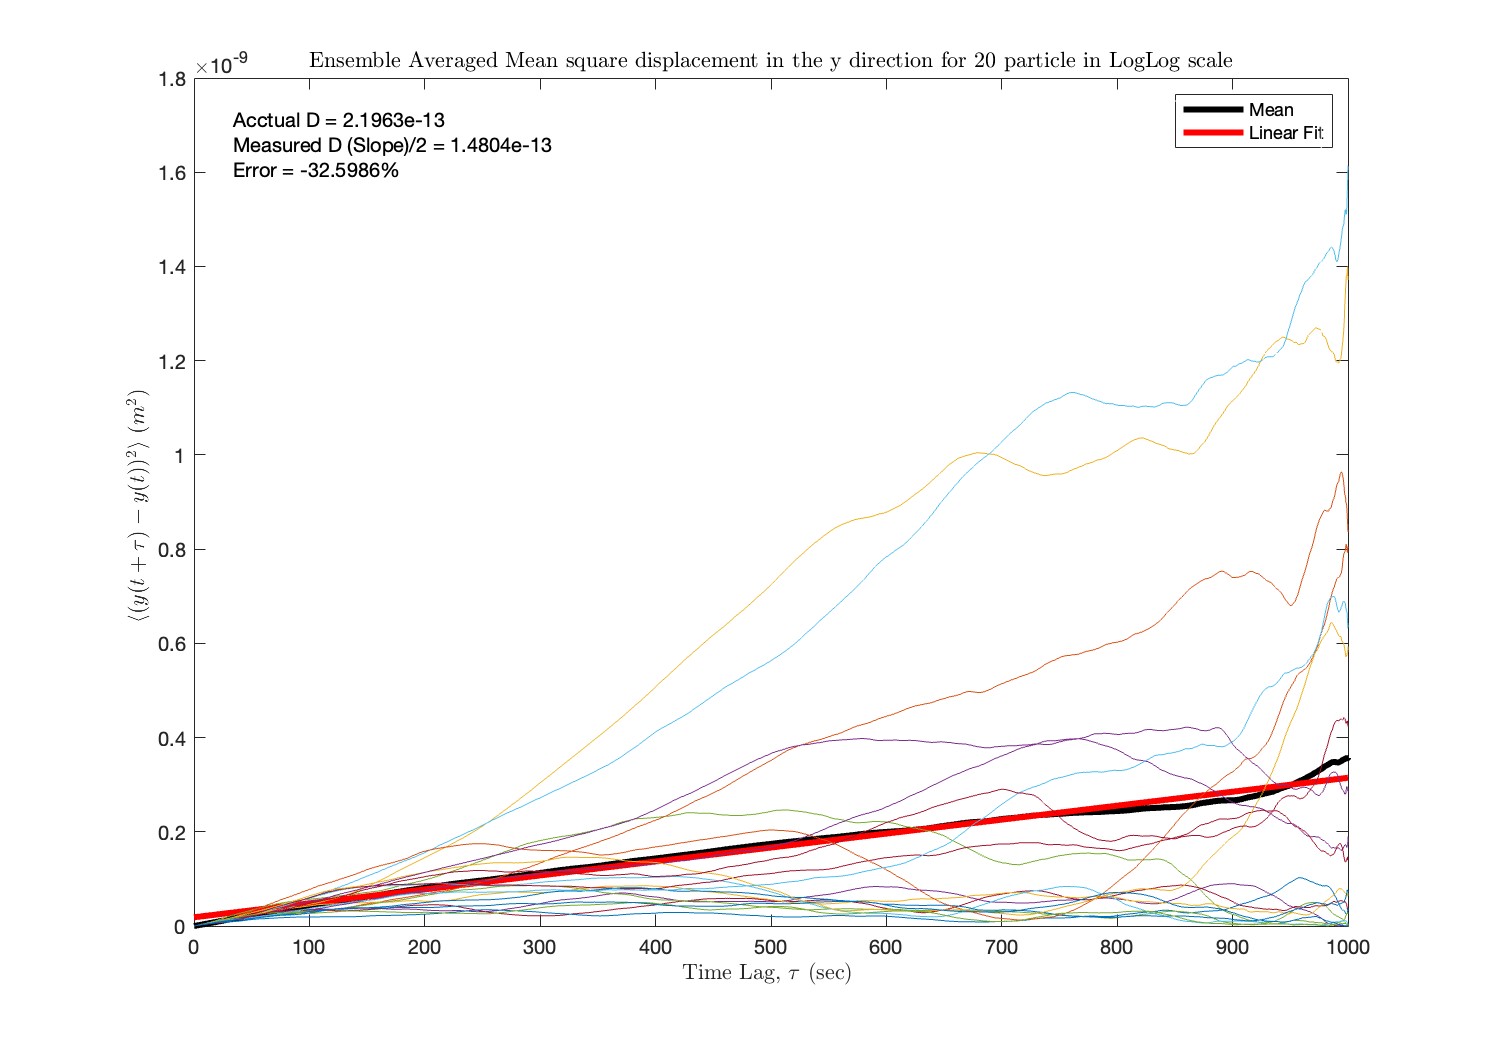 Ensemble Averaged Mean square displacement in the y direction for 20 particle in LogLog scale
×10⁻⁹
Acctual D = 2.1963e-13
Measured D (Slope)/2 = 1.4804e-13
Error = -32.5986%
Mean
Linear Fit
1.8
1.6
1.4
1.2
1
0.8
0.6
0.4
0.2
0
⟨(y(t + τ) − y(t))²⟩ (m²)
0 100 200 300 400 500 600 700 800 900 1000
Time Lag, τ (sec)